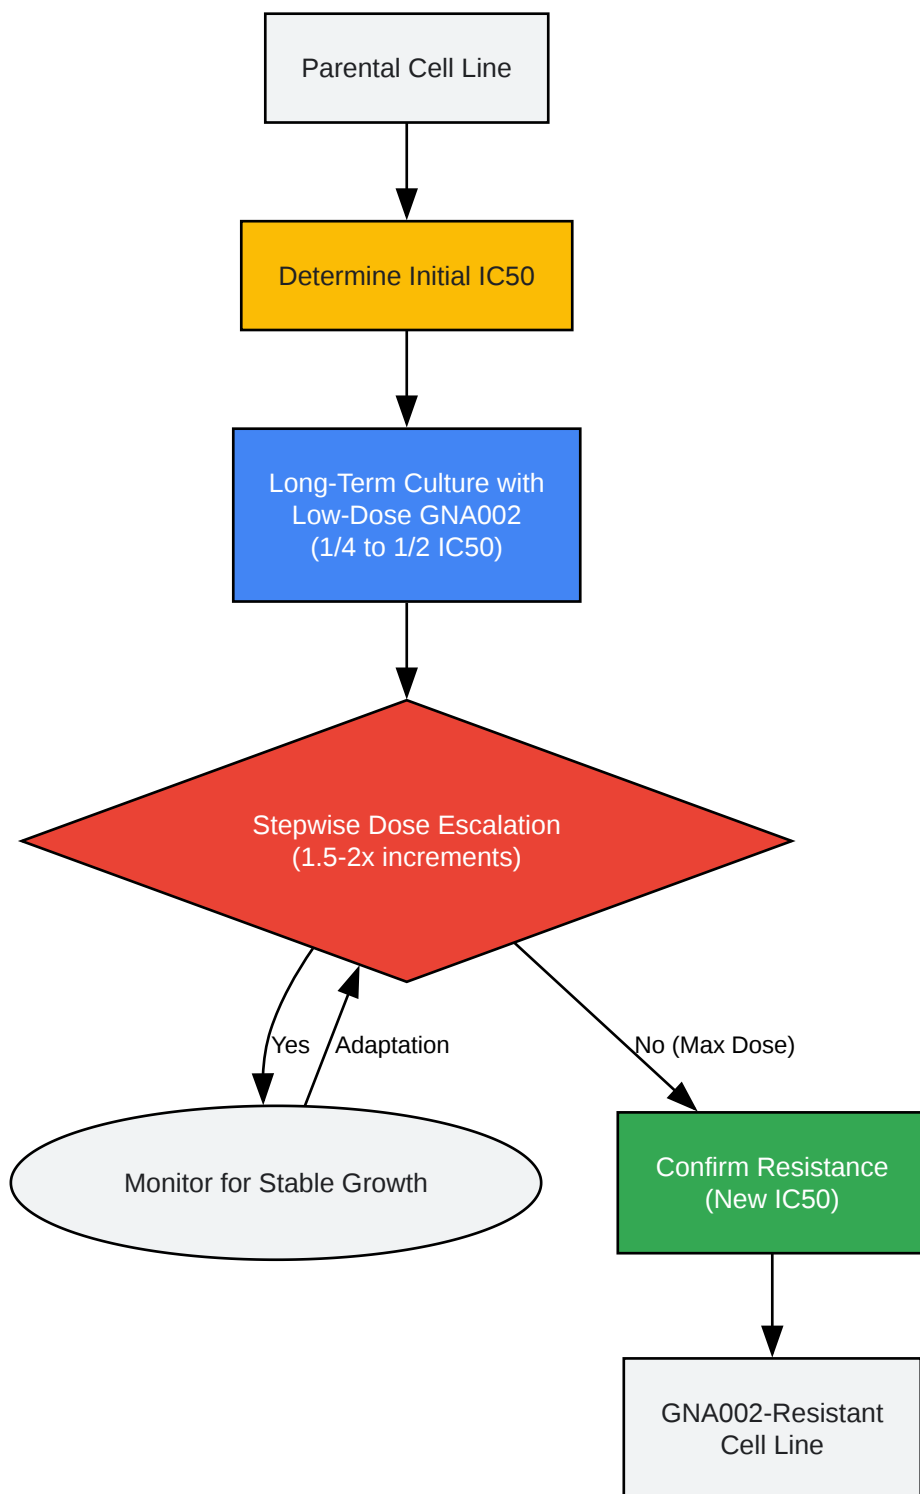 Parental Cell Line
Determine Initial IC50
Long-Term Culture with
Low-Dose GNA002
(1/4 to 1/2 IC50)
Stepwise Dose Escalation
(1.5-2x increments)
Yes
Adaptation
No (Max Dose)
Monitor for Stable Growth
Confirm Resistance
(New IC50)
GNA002-Resistant
Cell Line